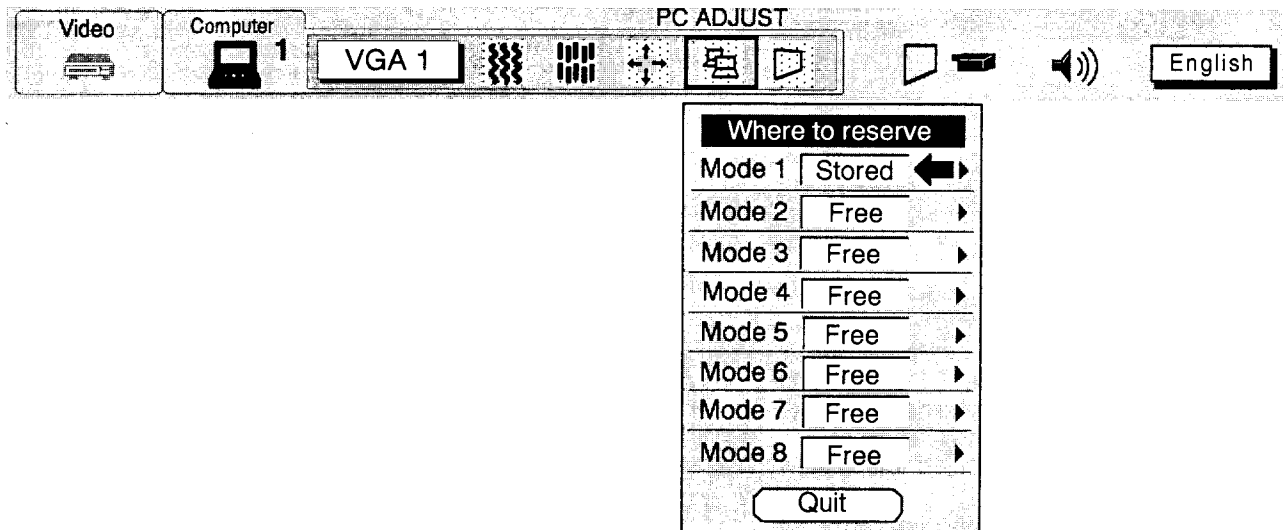 PC ADJUST
Video
Computer
1
VGA 1
English
Where to reserve
Mode 1 Stored
Mode 2 Free
Mode 3 Free
Mode 4 Free
Mode 5 Free
Mode 6 Free
Mode 7 Free
Mode 8 Free
Quit